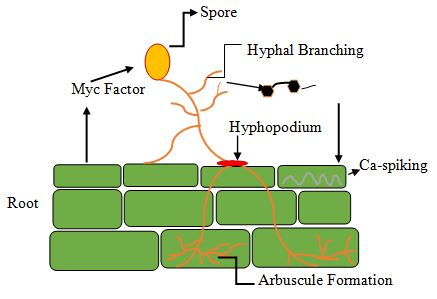 Spore
Hyphal Branching
Myc Factor
Hyphopodium
Ca-spiking
Root
Arbuscule Formation